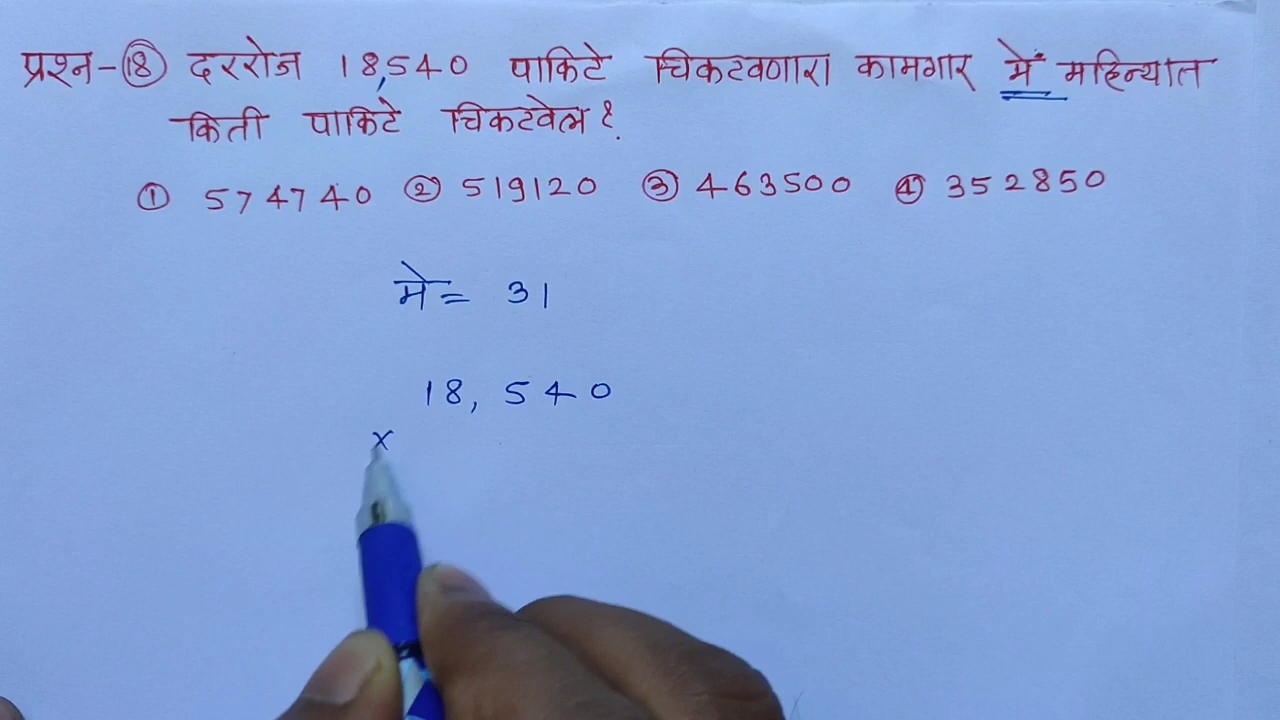 प्रश्न-18 दररोज 18,540 पाकिटे चिकटवणारा कामगार में महिन्यात
किती पाकिटे चिकटवेल?
① 574740 ② 519120 ③ 463500 ④ 352850
मे = 31
18, 540
x